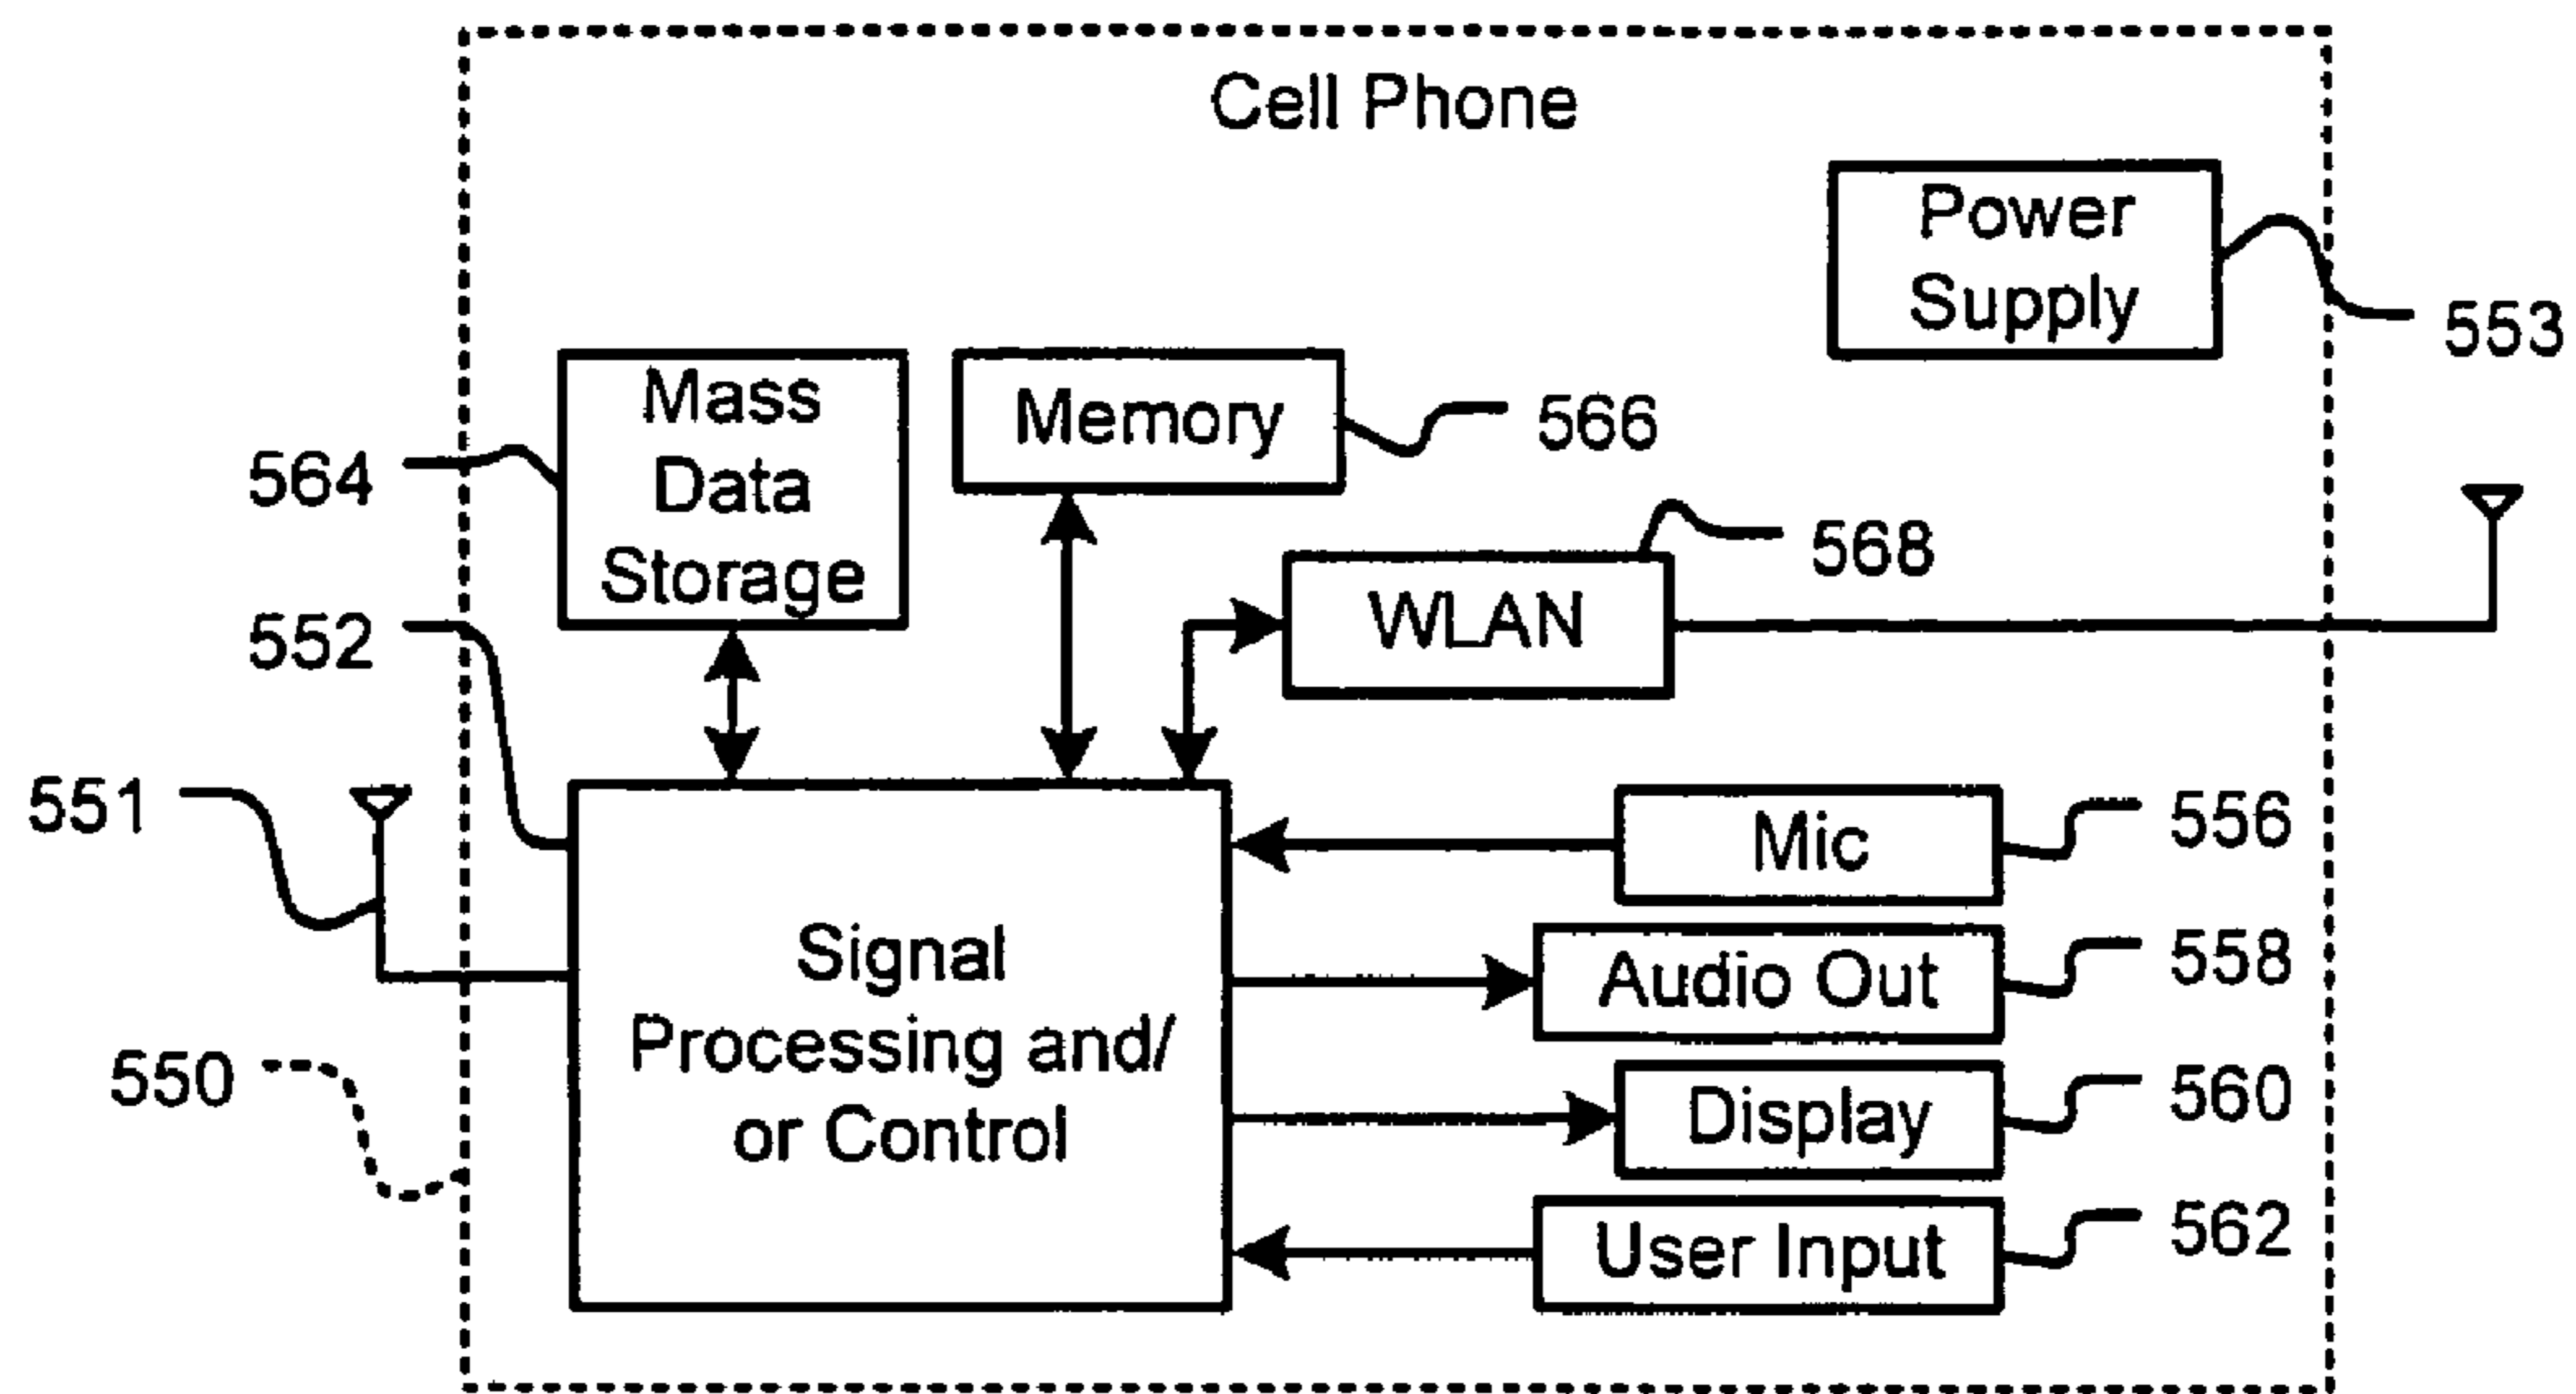 Cell Phone
Power
Supply
553
Mass
Data
Storage
564
Memory
566
WLAN
568
552
551
550
Signal
Processing and/
or Control
Mic
556
Audio Out
558
Display
560
User Input
562